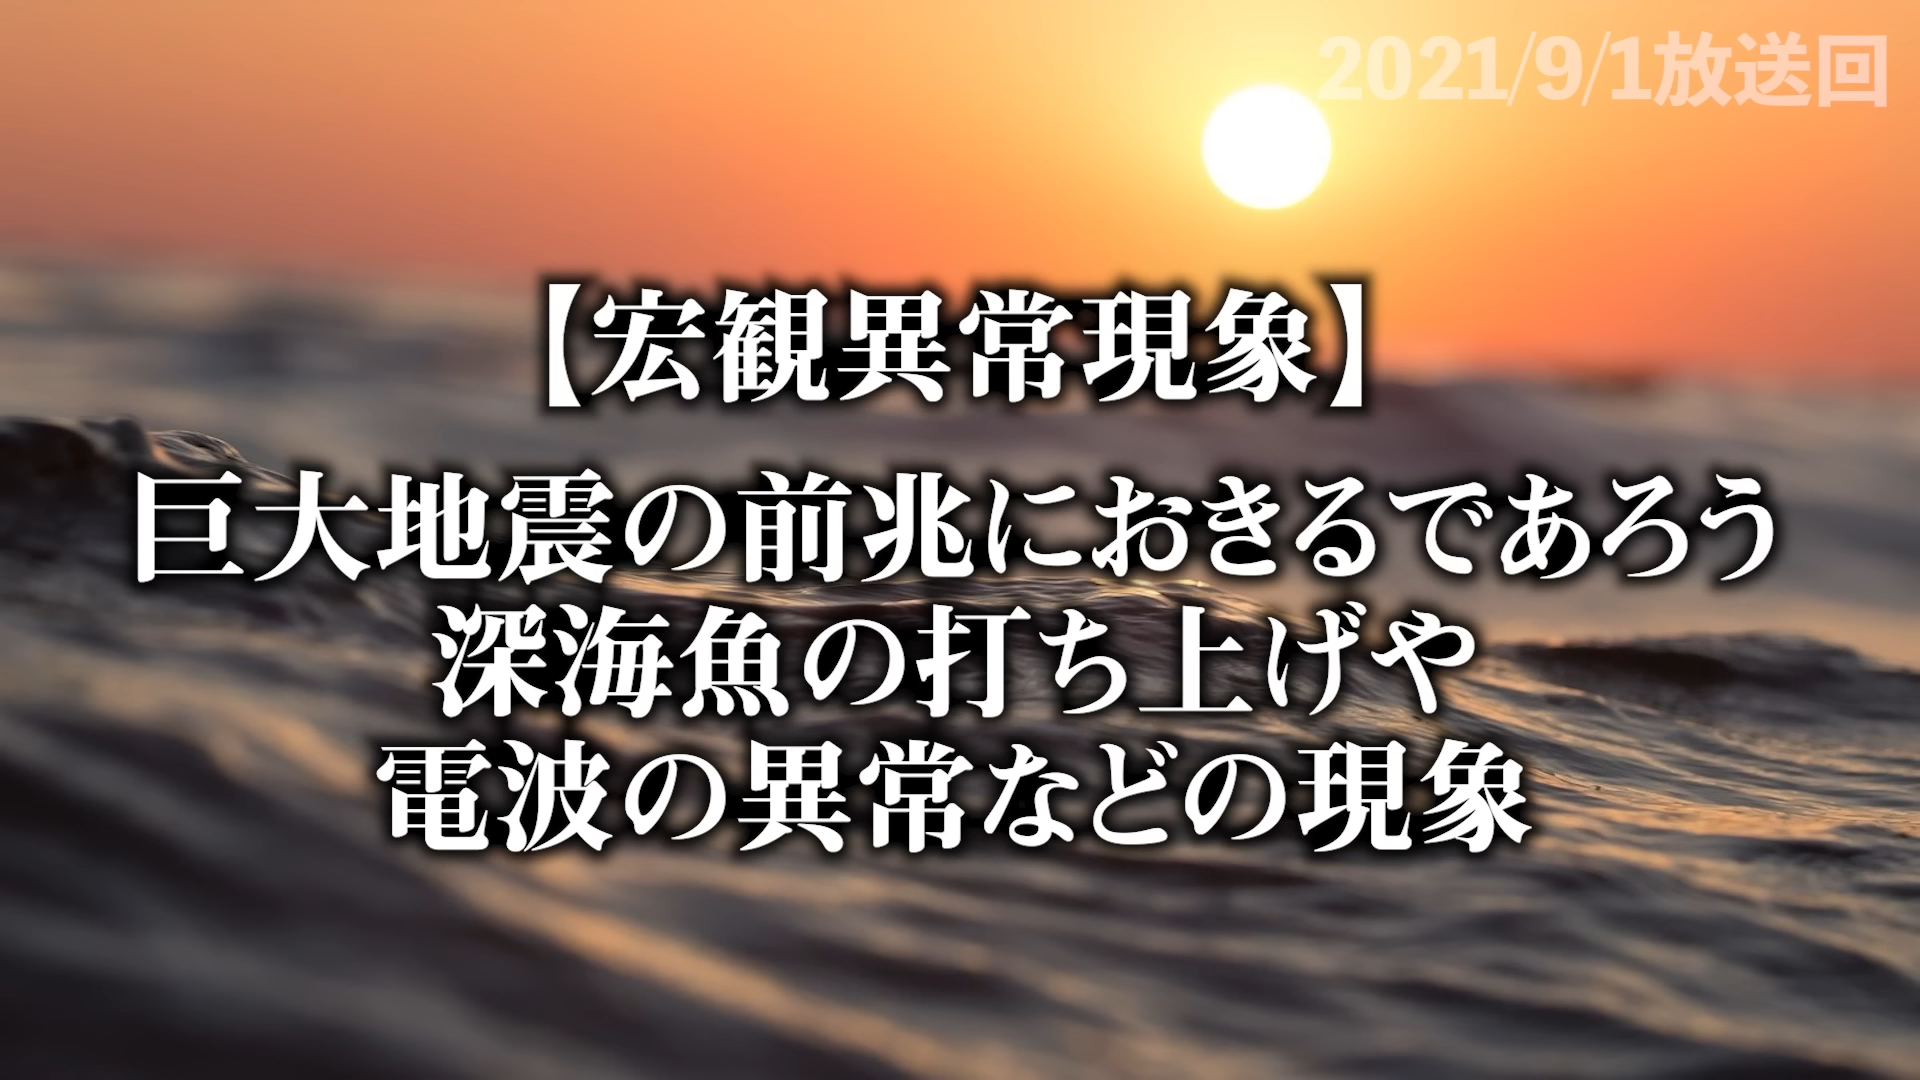 2021/9/1放送回
【宏観異常現象】
巨大地震の前兆におきるであろう
深海魚の打ち上げや
電波の異常などの現象